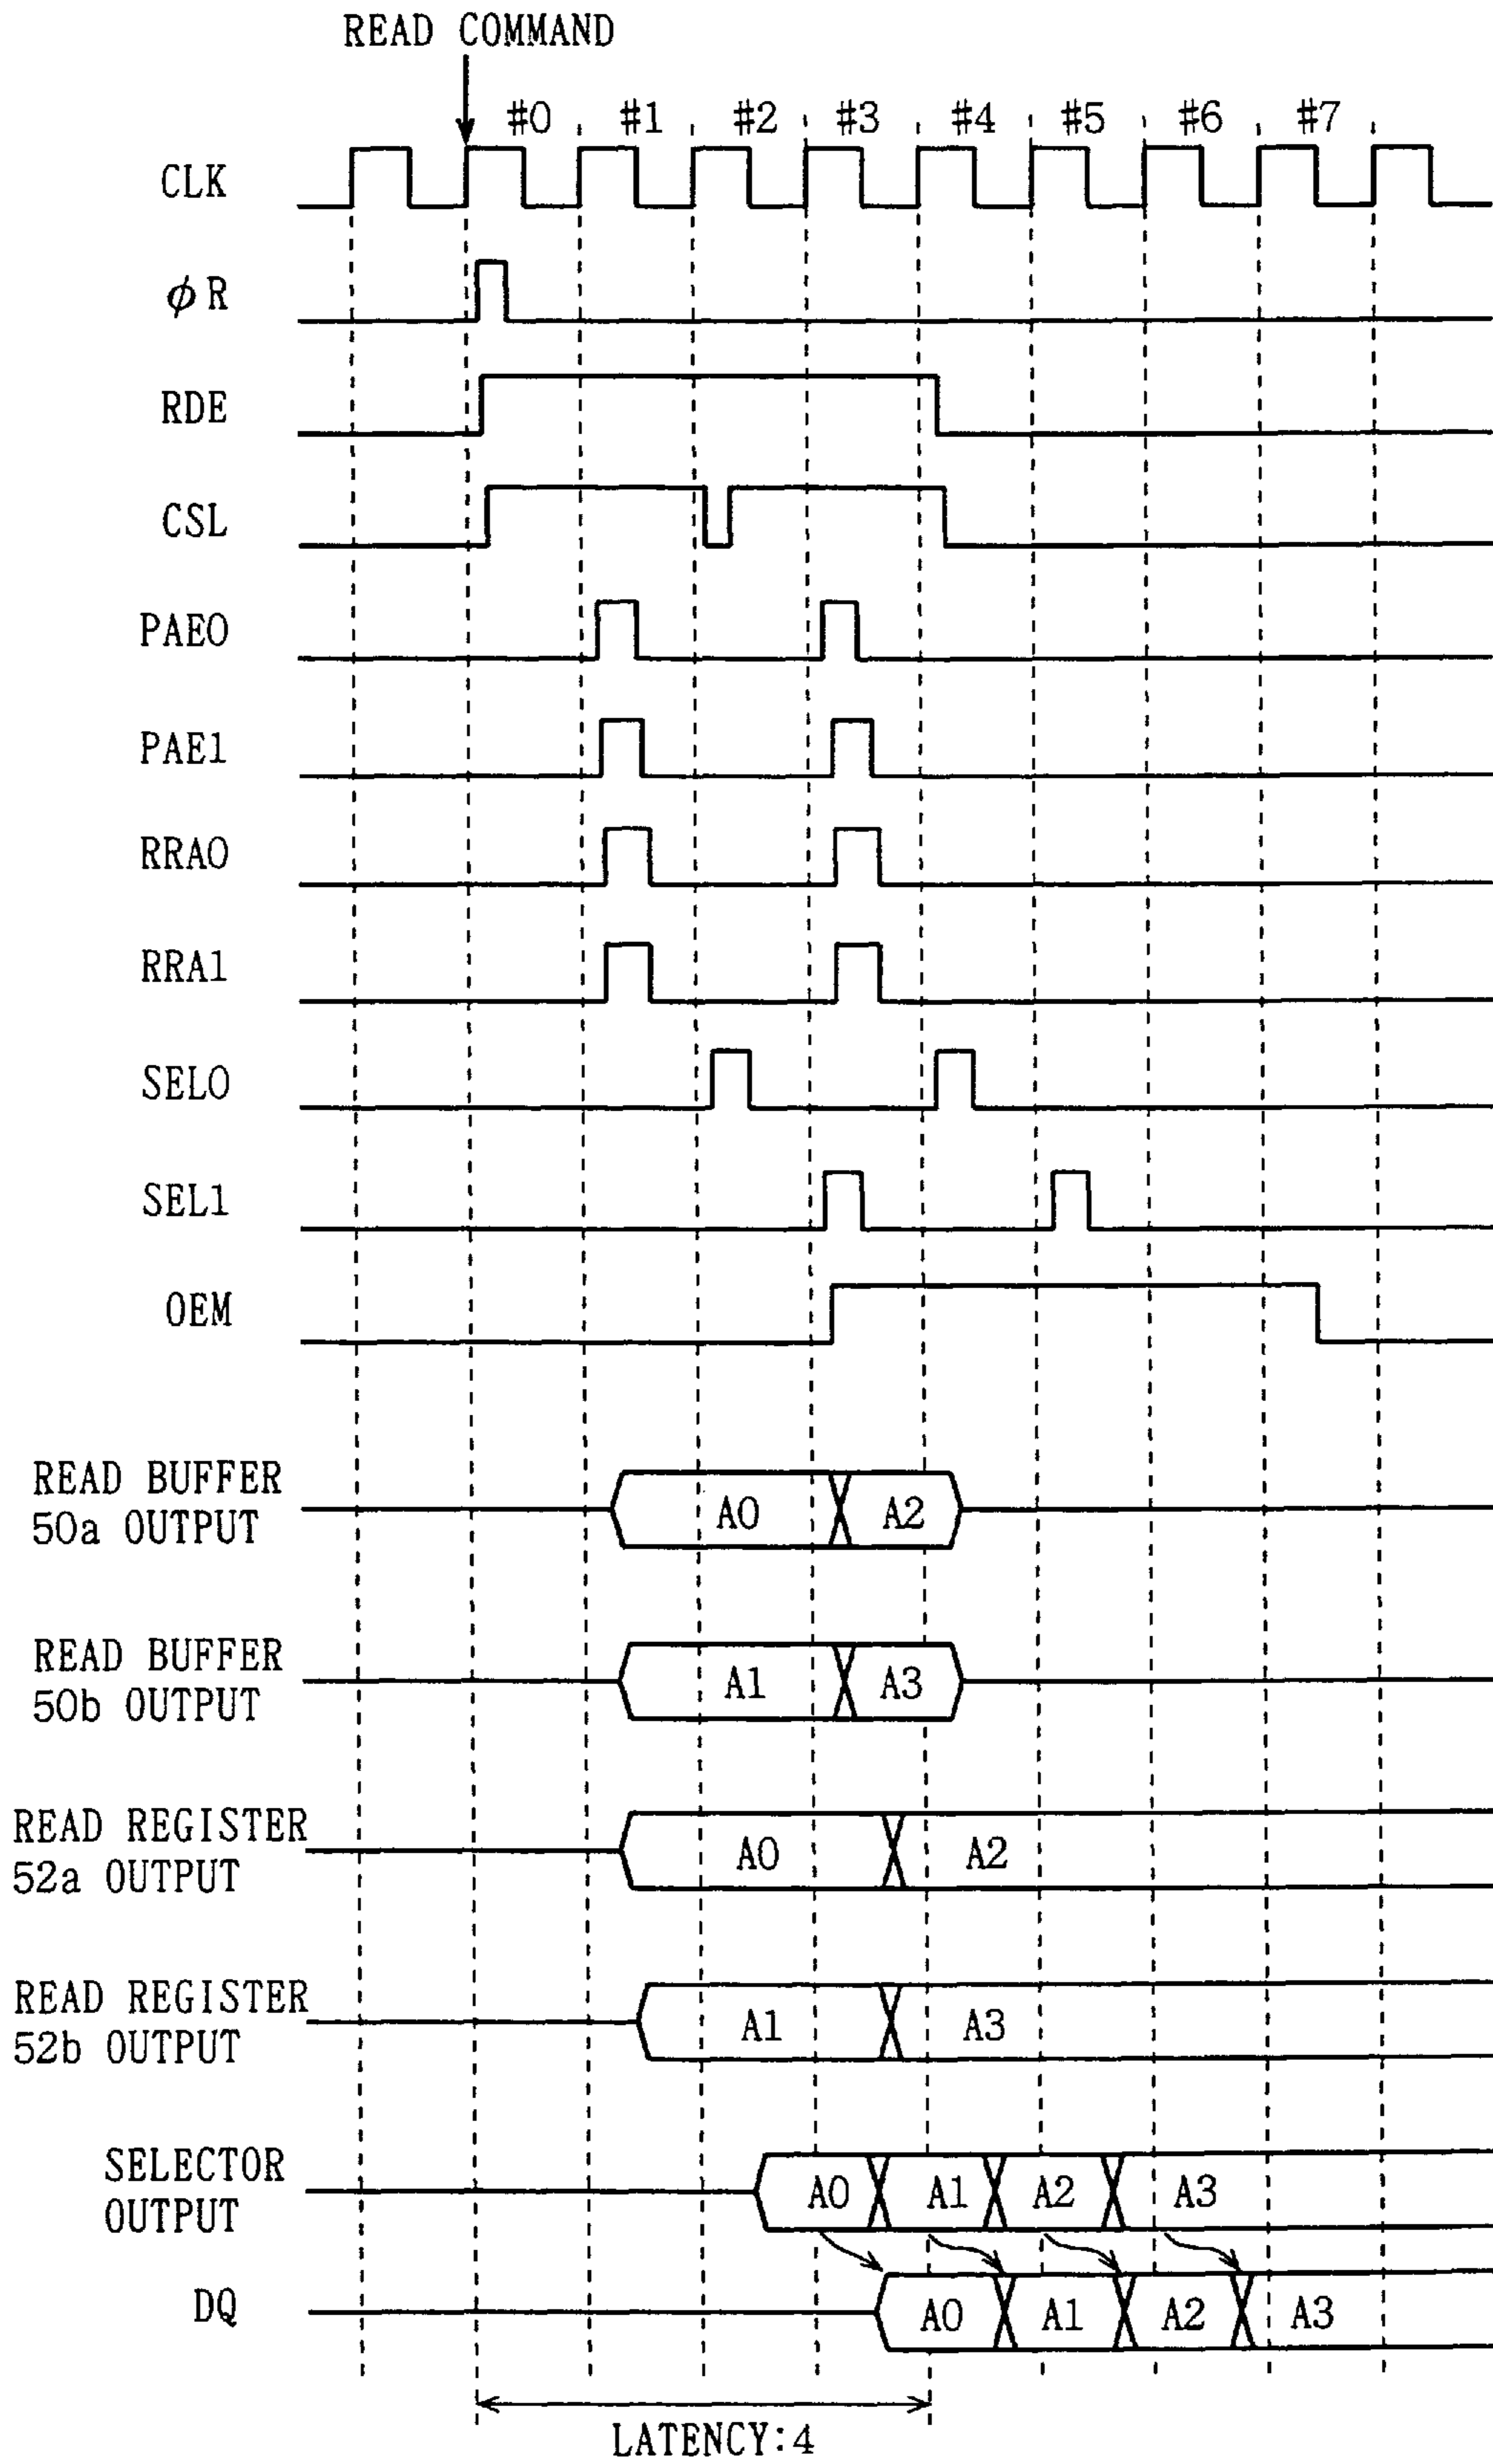 READ COMMAND
#0 #1 #2 #3 #4 #5 #6 #7
CLK
ϕR
RDE
CSL
PAE0
PAE1
RRA0
RRA1
SEL0
SEL1
OEM
READ BUFFER
50a OUTPUT
A0 A2
READ BUFFER
50b OUTPUT
A1 A3
READ REGISTER
52a OUTPUT
A0 A2
READ REGISTER
52b OUTPUT
A1 A3
SELECTOR
OUTPUT
A0 A1 A2 A3
DQ
A0 A1 A2 A3
LATENCY:4